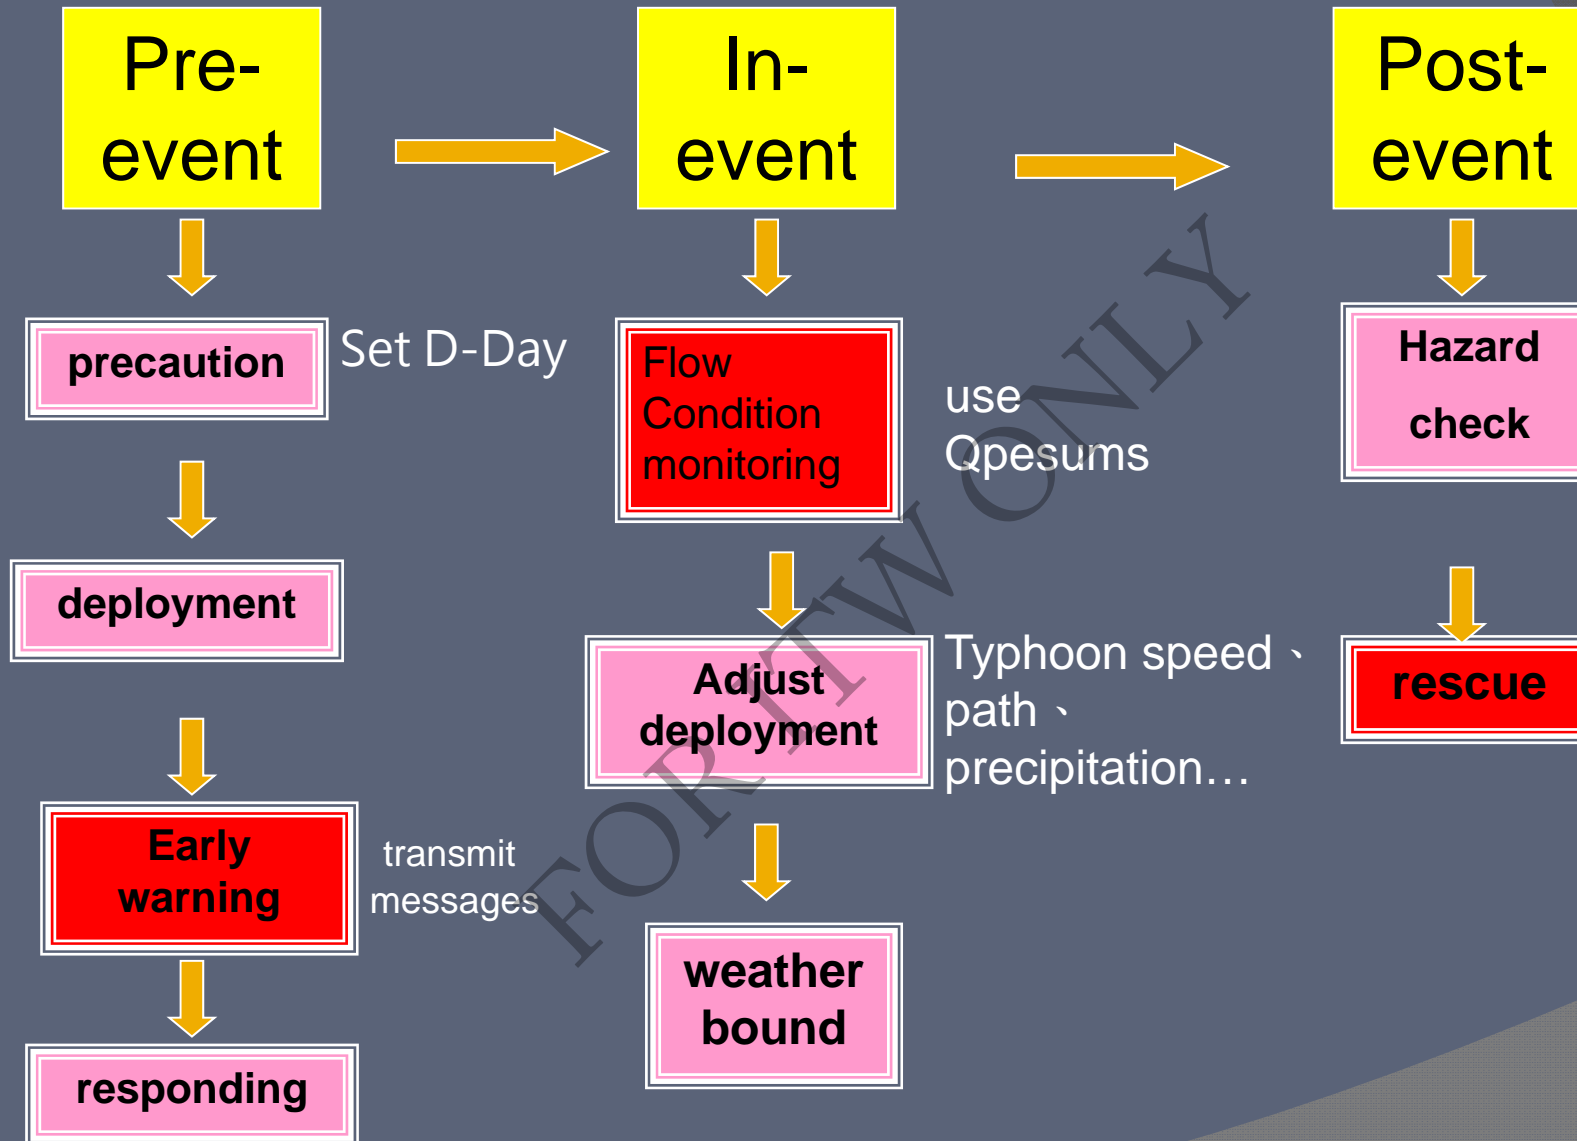 Pre-
event
In-
event
Post-
event
precaution
Set D-Day
deployment
Early
warning
transmit
messages
responding
Flow
Condition
monitoring
use
Qpesums
Adjust
deployment
Typhoon speed、
path、
precipitation…
weather
bound
Hazard
check
rescue
FOR ITW ONLY